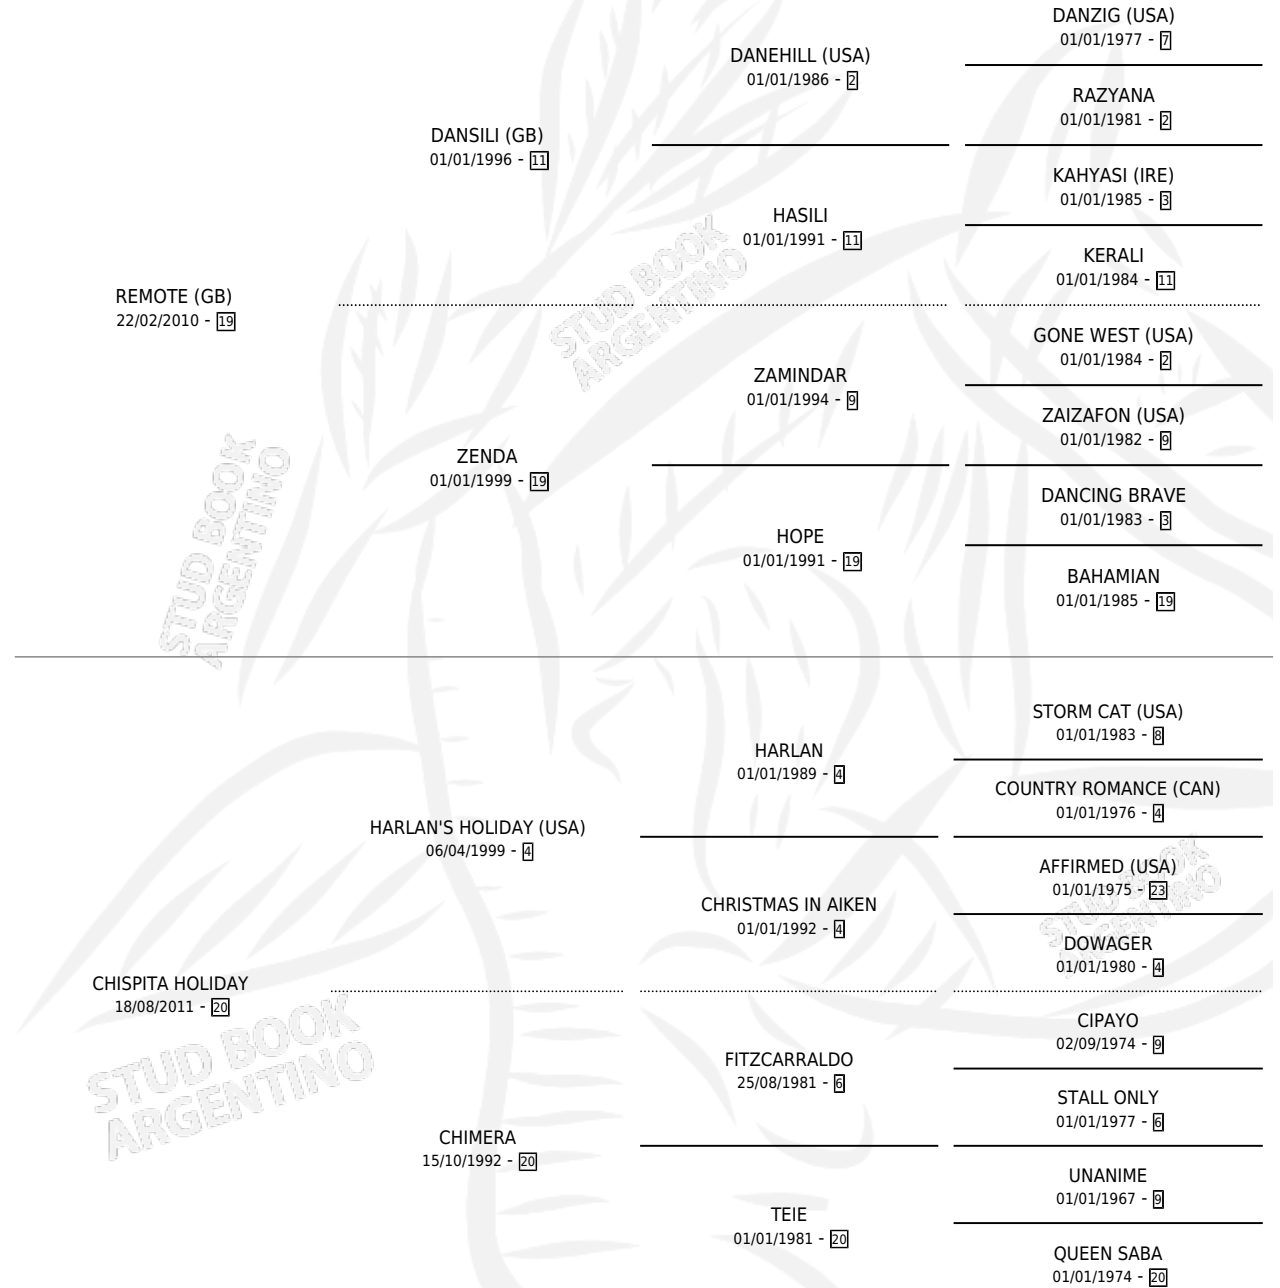 DANZIG (USA)
01/01/1977 - 7
DANEHILL (USA)
01/01/1986 - 2
RAZYANA
01/01/1981 - 2
DANSILI (GB)
01/01/1996 - 11
KAHYASI (IRE)
01/01/1985 - 3
HASILI
01/01/1991 - 11
KERALI
01/01/1984 - 11
REMOTE (GB)
22/02/2010 - 19
GONE WEST (USA)
01/01/1984 - 2
ZAMINDAR
01/01/1994 - 9
ZAIZAFON (USA)
01/01/1982 - 9
ZENDA
01/01/1999 - 19
DANCING BRAVE
01/01/1983 - 3
HOPE
01/01/1991 - 19
BAHAMIAN
01/01/1985 - 19
STORM CAT (USA)
01/01/1983 - 8
HARLAN
01/01/1989 - 4
COUNTRY ROMANCE (CAN)
01/01/1976 - 4
HARLAN'S HOLIDAY (USA)
06/04/1999 - 4
AFFIRMED (USA)
01/01/1975 - 23
CHRISTMAS IN AIKEN
01/01/1992 - 4
DOWAGER
01/01/1980 - 4
CHISPITA HOLIDAY
18/08/2011 - 20
CIPAYO
02/09/1974 - 9
FITZCARRALDO
25/08/1981 - 6
STALL ONLY
01/01/1977 - 6
CHIMERA
15/10/1992 - 20
UNANIME
01/01/1967 - 9
TEIE
01/01/1981 - 20
QUEEN SABA
01/01/1974 - 20
STUD BOOK
ARGENTINO
STUD BOOK
ARGENTINO
STUD BOOK
ARGENTINO
STUD BOOK
ARGENTINO